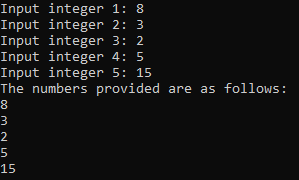 Input integer 1: 8
Input integer 2: 3
Input integer 3: 2
Input integer 4: 5
Input integer 5: 15
The numbers provided are as follows:
8
3
2
5
15